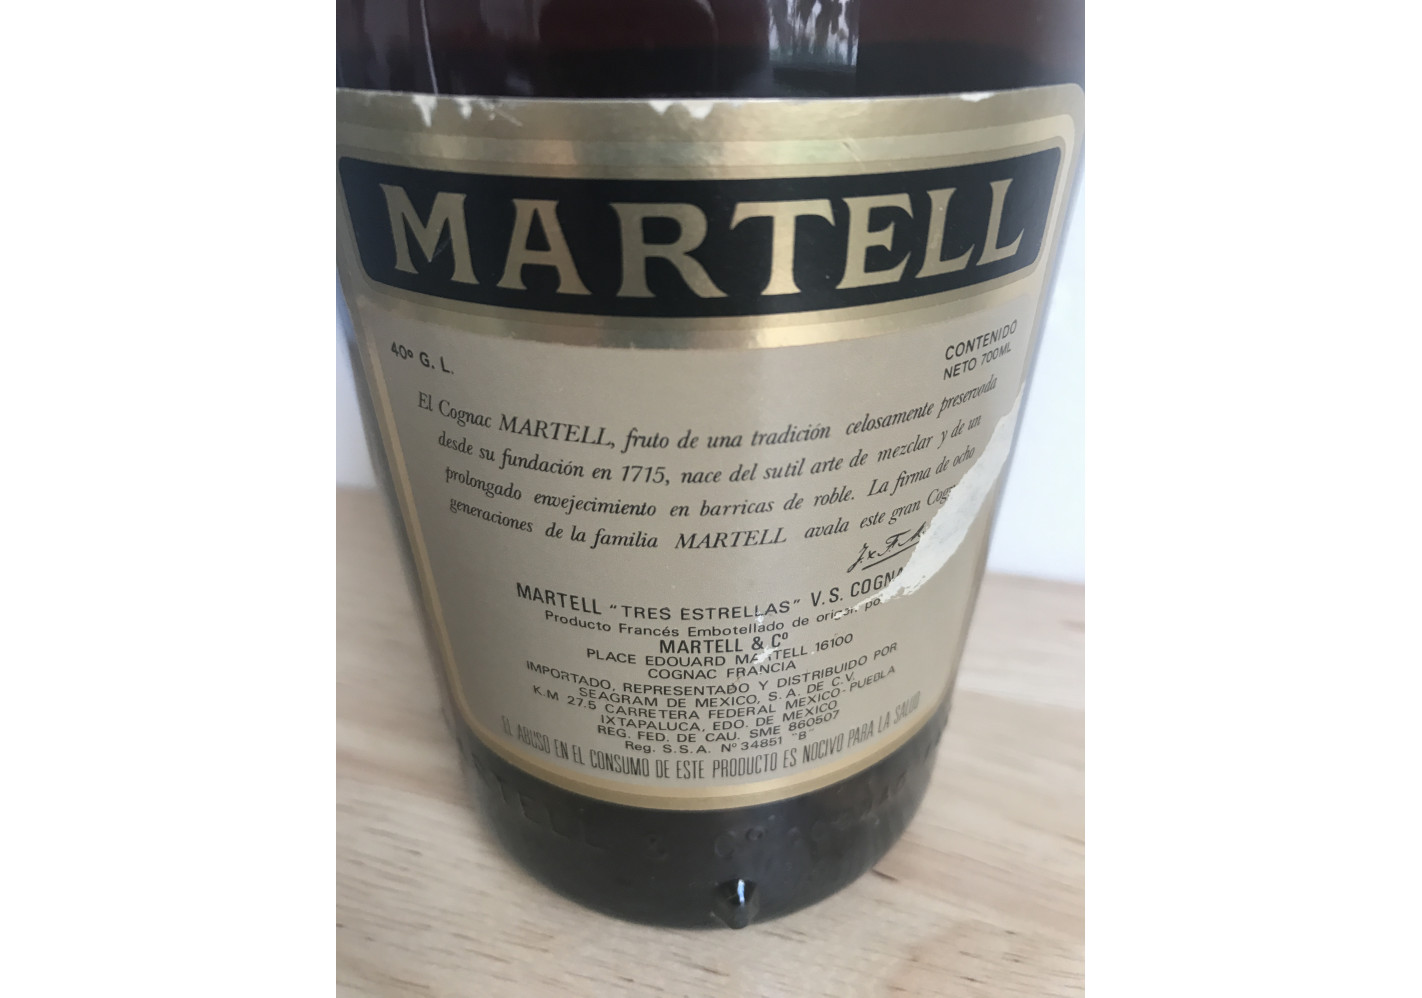 MARTELL
40º G. L.
CONTENIDO
NETO 700ML
El Cognac MARTELL, fruto de una tradición celosamente preservada
desde su fundación en 1715, nace del sutil arte de mezclar y de un
prolongado envejecimiento en barricas de roble. La firma de ocho
generaciones de la familia MARTELL avala este gran
MARTELL "TRES ESTRELLAS" V.S. COGNA
Producto Francés Embotellado de origen po
MARTELL & Cº
PLACE EDOUARD MARTELL 16100
COGNAC FRANCIA
IMPORTADO, REPRESENTADO Y DISTRIBUIDO POR
SEAGRAM DE MEXICO, S. A. DE C.V.
K.M 27.5 CARRETERA FEDERAL MEXICO-PUEBLA
IXTAPALUCA, EDO. DE MEXICO
REG. FED. DE CAU. SME 860507
Reg. S.S.A. Nº 34851 "B"
EL ABUSO EN EL CONSUMO DE ESTE PRODUCTO ES NOCIVO PARA LA SALUD